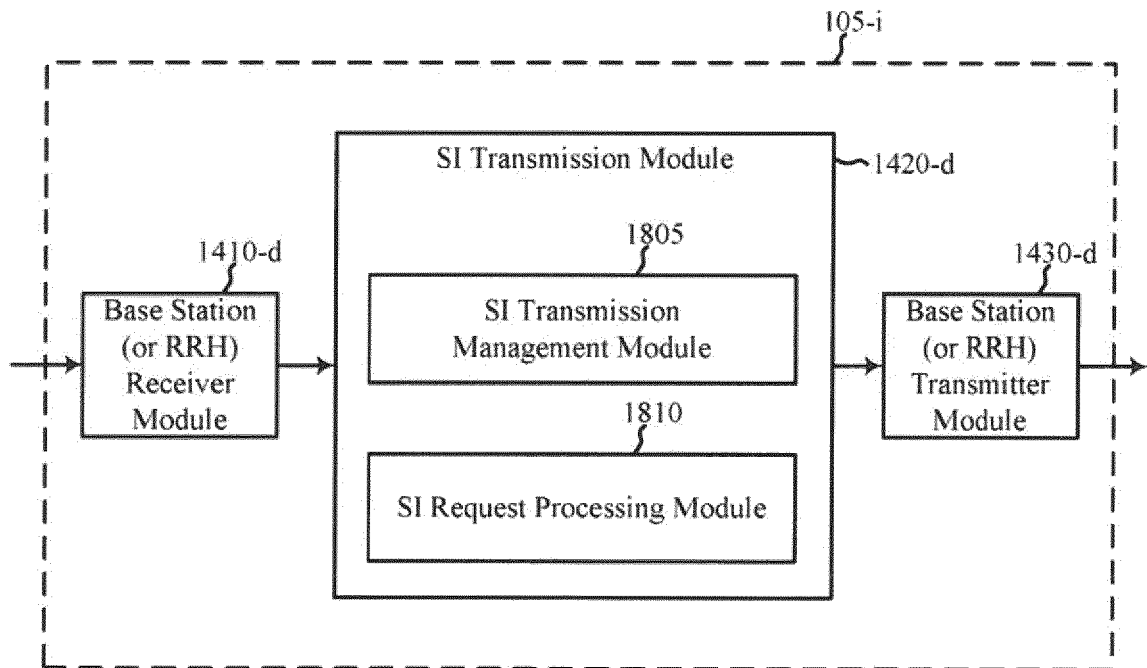 105-i
SI Transmission Module
1420-d
1410-d
Base Station
(or RRH)
Receiver
Module
1805
SI Transmission
Management Module
1810
SI Request Processing Module
1430-d
Base Station
(or RRH)
Transmitter
Module